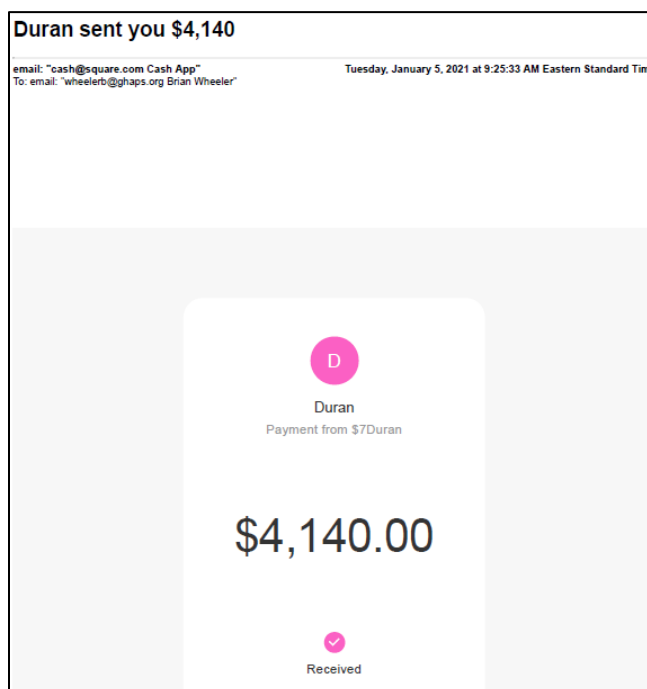 Duran sent you $4,140
email: "cash@square.com Cash App" Tuesday, January 5, 2021 at 9:25:33 AM Eastern Standard Tim
To: email: "wheelerb@ghaps.org Brian Wheeler"
D
Duran
Payment from $7Duran
$4,140.00
Received